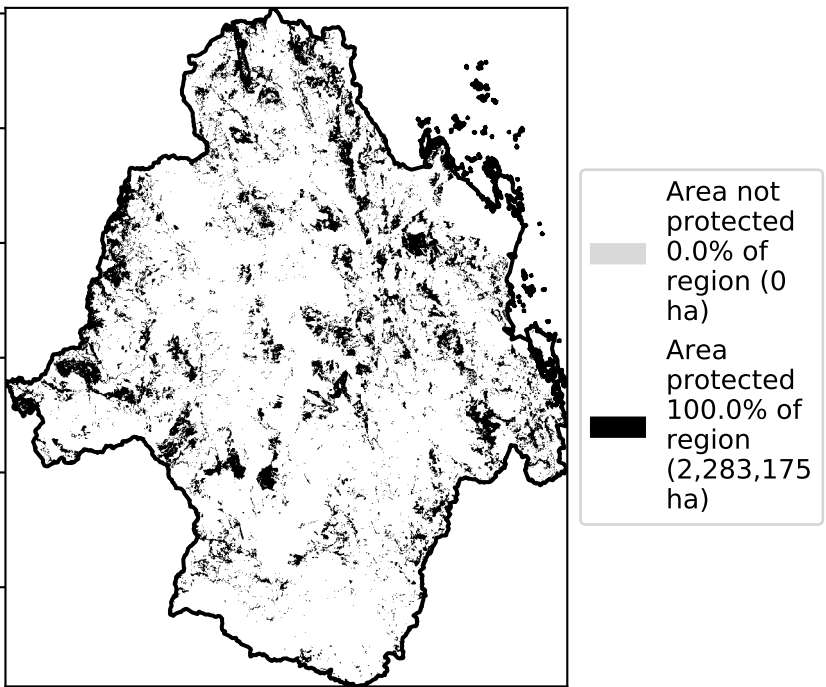 Area not
protected
0.0% of
region (0
ha)
Area
protected
100.0% of
region
(2,283,175
ha)